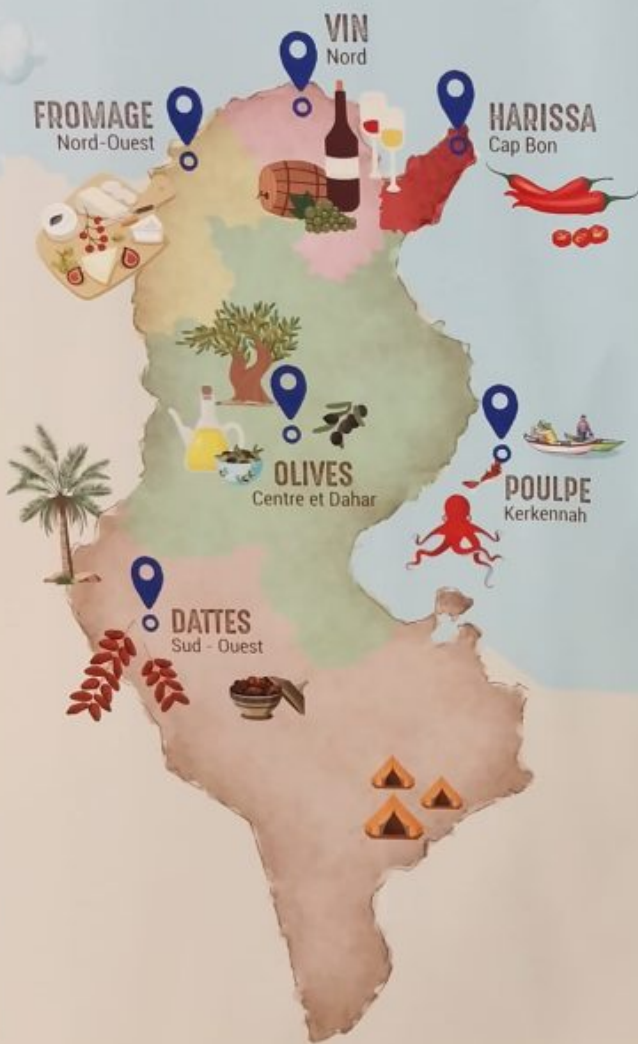 VIN
Nord
FROMAGE
Nord-Ouest
HARISSA
Cap Bon
OLIVES
Centre et Dahar
POULPE
Kerkennah
DATTES
Sud - Ouest